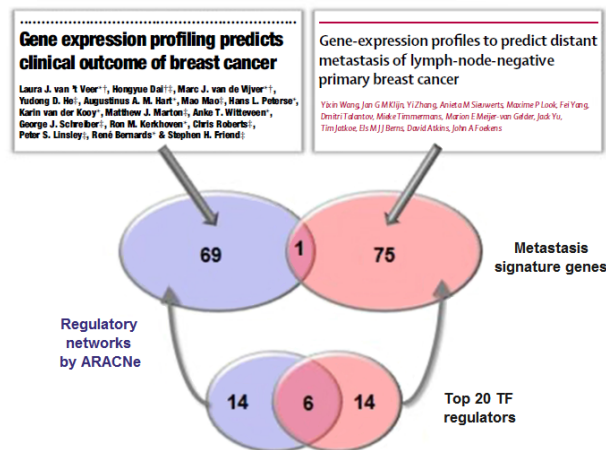 Gene expression profiling predicts
clinical outcome of breast cancer
Laura J. van 't Veer*†, Hongyue Dai†‡, Marc J. van de Vijver*†,
Yudong D. He‡, Augustinus A. M. Hart*, Mao Mao‡, Hans L. Peterse*,
Karin van der Kooy*, Matthew J. Marton‡, Anke T. Witteveen*,
George J. Schreiber‡, Ron M. Kerkhoven*, Chris Roberts‡,
Peter S. Linsley‡, René Bernards* & Stephen H. Friend‡
Gene-expression profiles to predict distant
metastasis of lymph-node-negative
primary breast cancer
Yixin Wang, Jan G M Klijn, Yi Zhang, Anieta M Sieuwerts, Maxime P Look, Fei Yang,
Dmitri Talantov, Mieke Timmermans, Marion E Meijer-van Gelder, Jack Yu,
Tim Jatkoe, Els M J J Berns, David Atkins, John A Foekens
69
1
75
Metastasis
signature genes
Regulatory
networks
by ARACNe
14
6
14
Top 20 TF
regulators